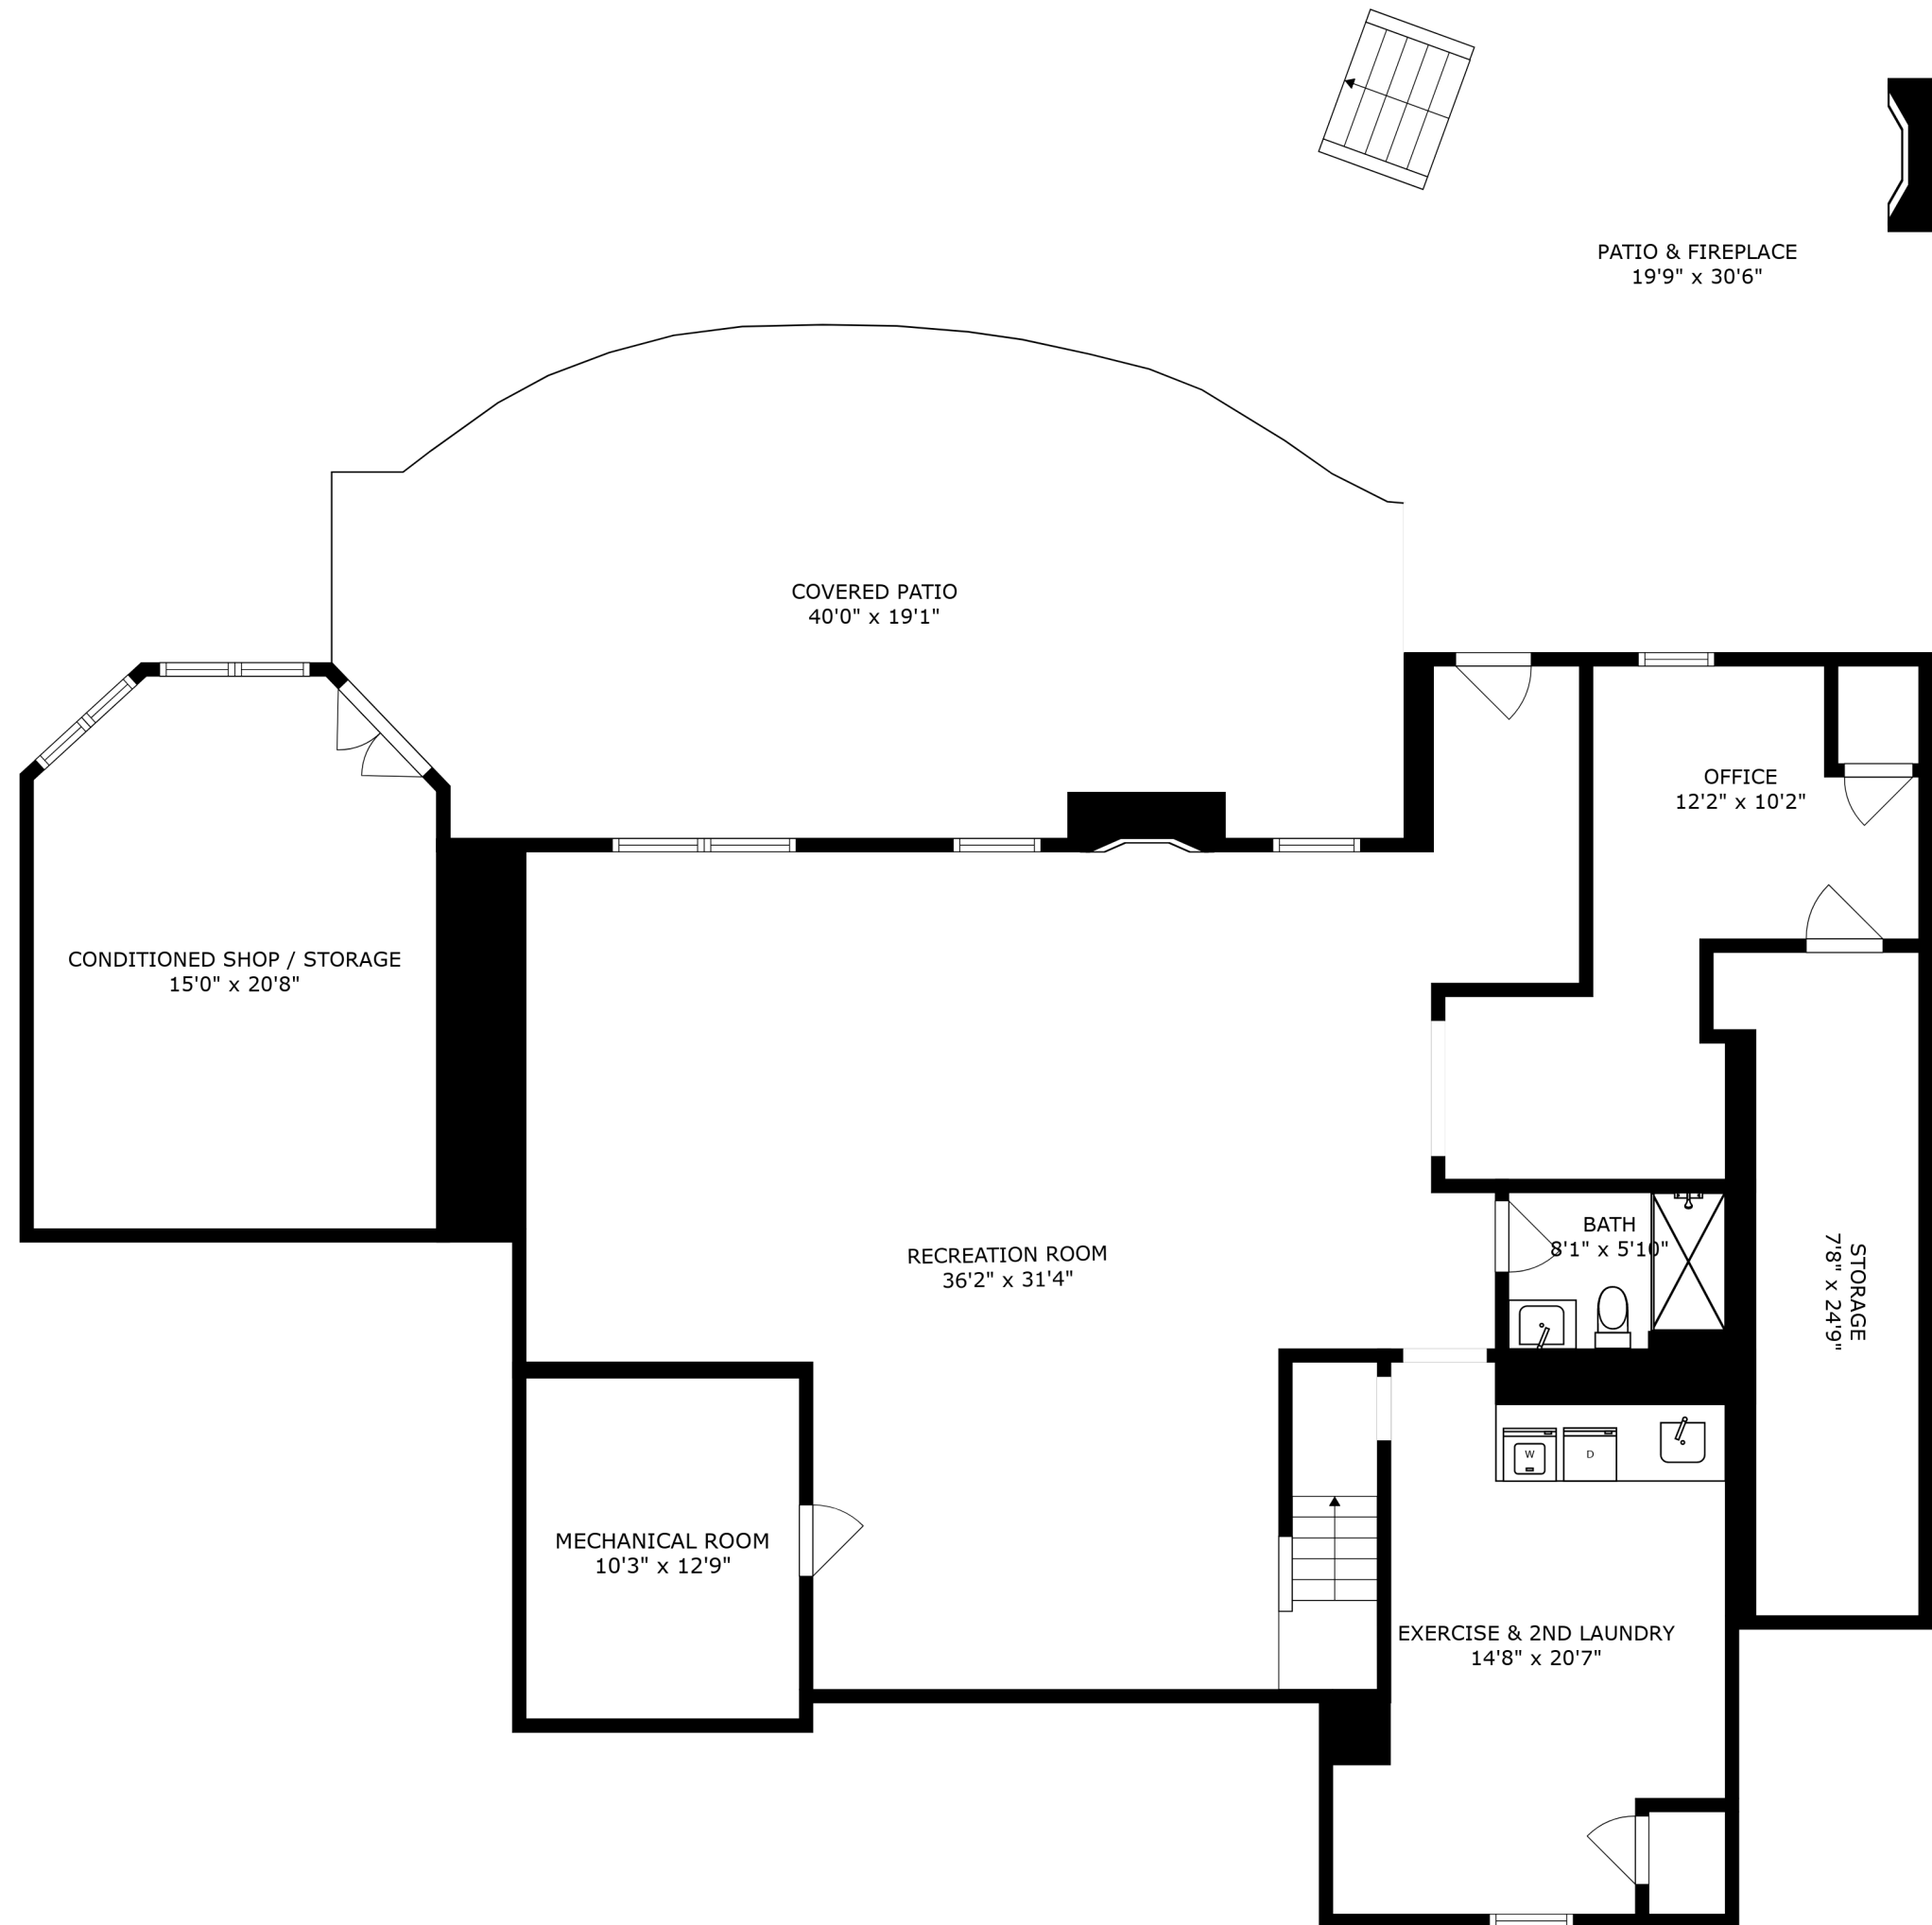 PATIO & FIREPLACE
19'9" x 30'6"
COVERED PATIO
40'0" x 19'1"
OFFICE
12'2" x 10'2"
CONDITIONED SHOP / STORAGE
15'0" x 20'8"
BATH
8'1" x 5'10"
RECREATION ROOM
36'2" x 31'4"
STORAGE
7'8" x 24'9"
W
D
MECHANICAL ROOM
10'3" x 12'9"
EXERCISE & 2ND LAUNDRY
14'8" x 20'7"